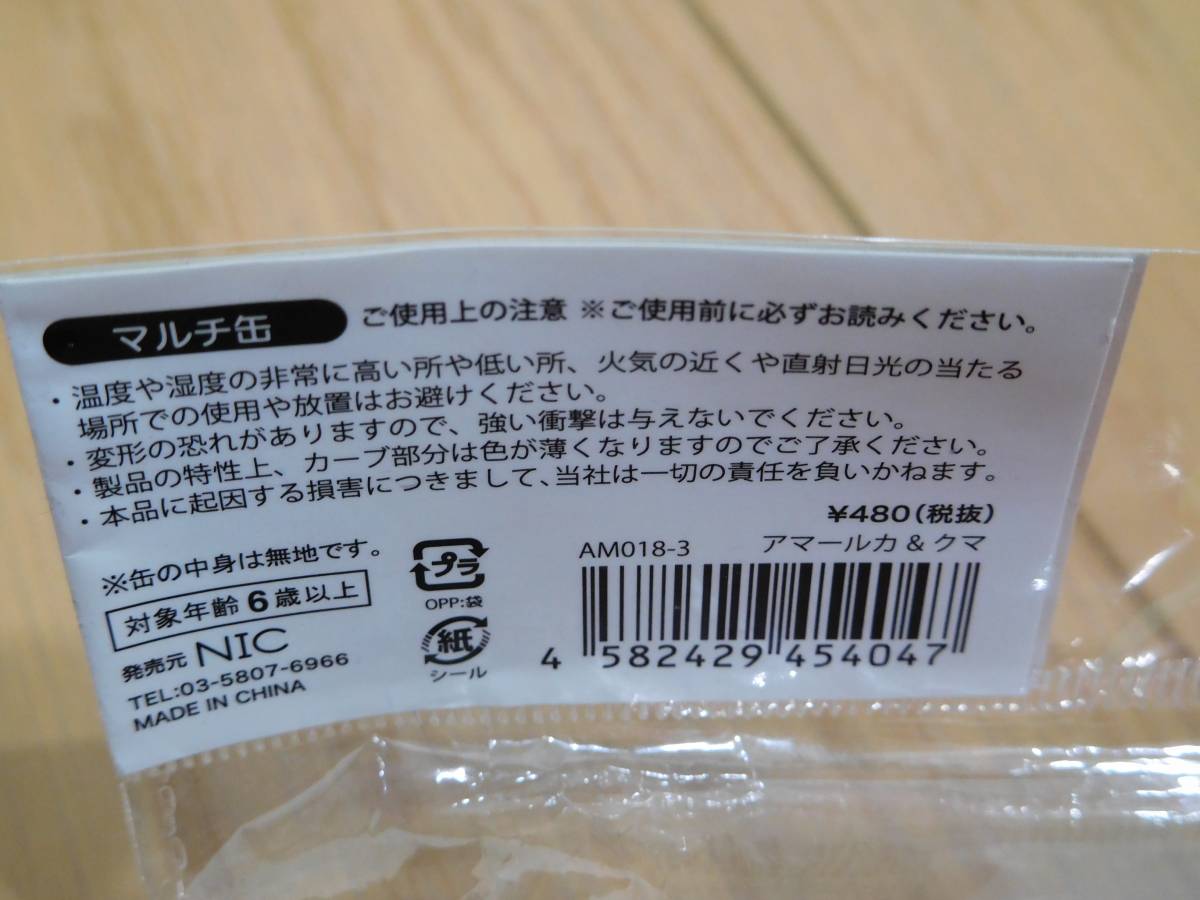 マルチ缶 ご使用上の注意 ※ご使用前に必ずお読みください。
・温度や湿度の非常に高い所や低い所、火気の近くや直射日光の当たる
場所での使用や放置はお避けください。
・変形の恐れがありますので、強い衝撃は与えないでください。
・製品の特性上、カーブ部分は色が薄くなりますのでご了承ください。
・本品に起因する損害につきまして、当社は一切の責任を負いかねます。
¥480(税抜)
※缶の中身は無地です。
対象年齢6歳以上
発売元 NIC
TEL:03-5807-6966
MADE IN CHINA
プラ
OPP:袋
紙
シール
AM018-3 アマールカ & クマ
4 582429 454047